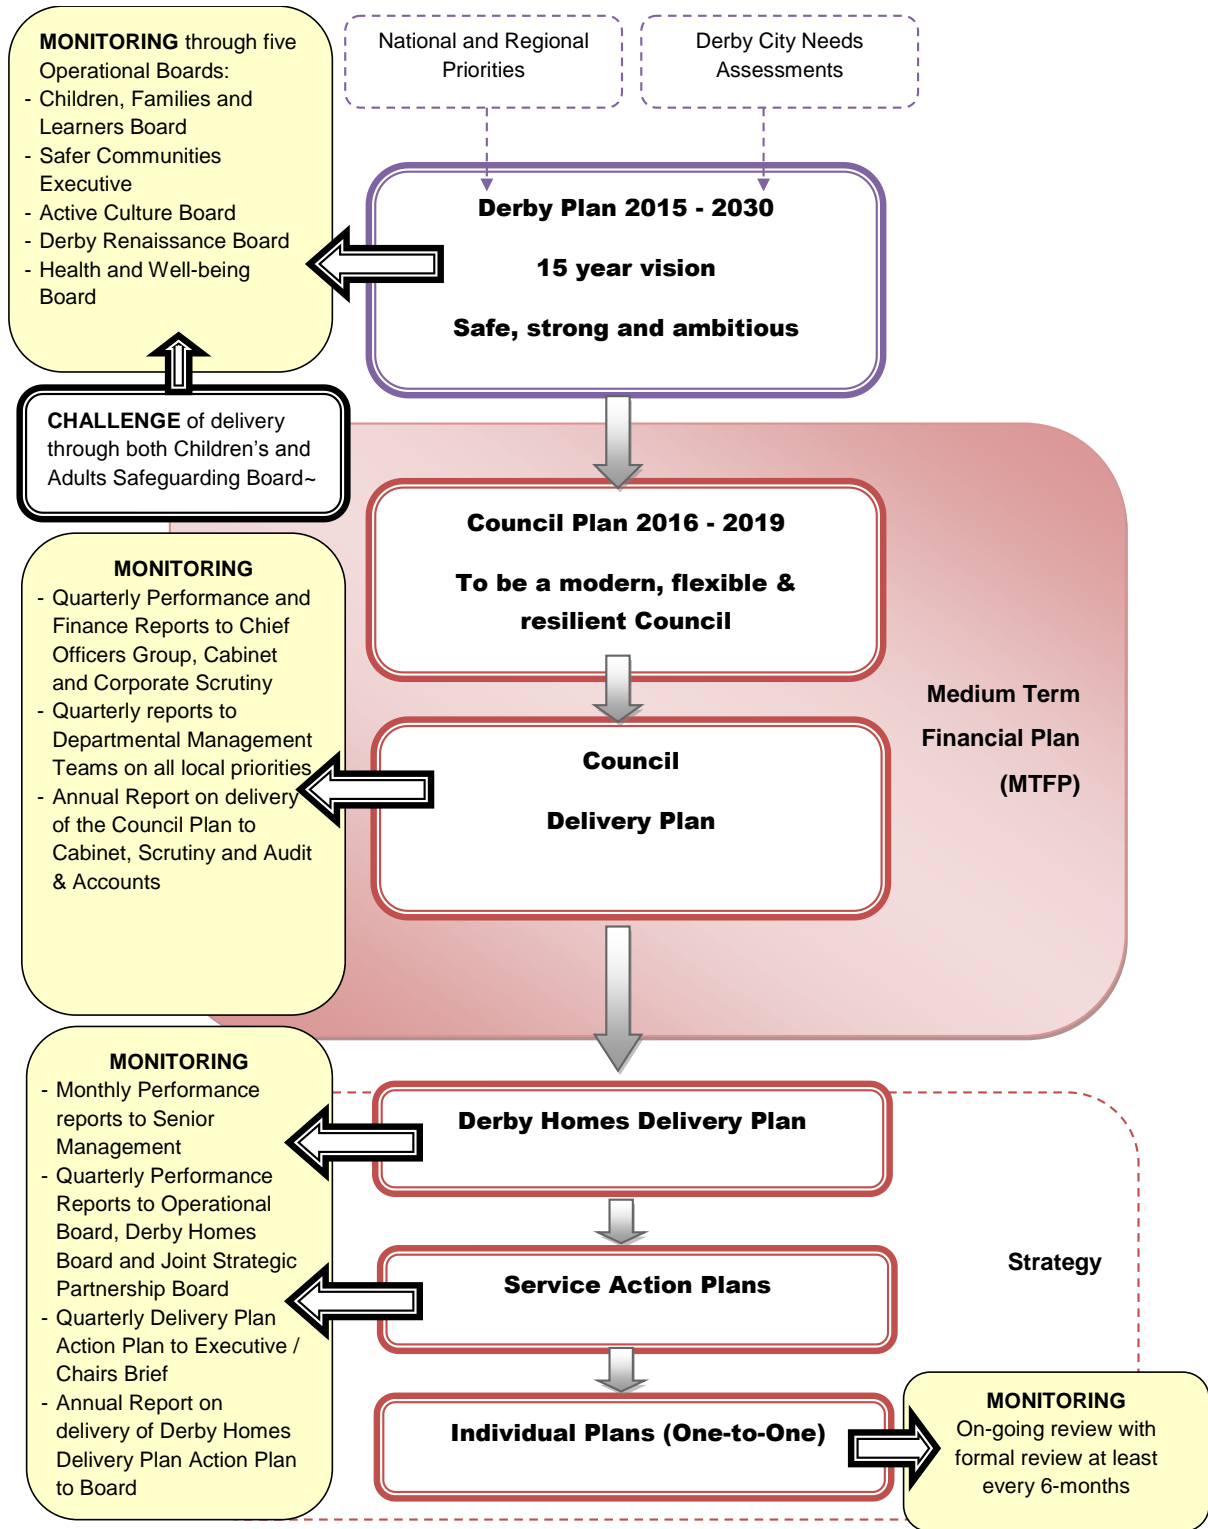 MONITORING through five
Operational Boards:
- Children, Families and
Learners Board
- Safer Communities
Executive
- Active Culture Board
- Derby Renaissance Board
- Health and Well-being
Board
National and Regional
Priorities
Derby City Needs
Assessments
Derby Plan 2015 - 2030
15 year vision
Safe, strong and ambitious
CHALLENGE of delivery
through both Children’s and
Adults Safeguarding Board~
Council Plan 2016 - 2019
To be a modern, flexible &
resilient Council
MONITORING
- Quarterly Performance and
Finance Reports to Chief
Officers Group, Cabinet
and Corporate Scrutiny
- Quarterly reports to
Departmental Management
Teams on all local priorities
- Annual Report on delivery
of the Council Plan to
Cabinet, Scrutiny and Audit
& Accounts
Medium Term
Financial Plan
(MTFP)
Council
Delivery Plan
MONITORING
- Monthly Performance
reports to Senior
Management
- Quarterly Performance
Reports to Operational
Board, Derby Homes
Board and Joint Strategic
Partnership Board
- Quarterly Delivery Plan
Action Plan to Executive /
Chairs Brief
- Annual Report on
delivery of Derby Homes
Delivery Plan Action Plan
to Board
Derby Homes Delivery Plan
Service Action Plans
Strategy
Individual Plans (One-to-One)
MONITORING
On-going review with
formal review at least
every 6-months